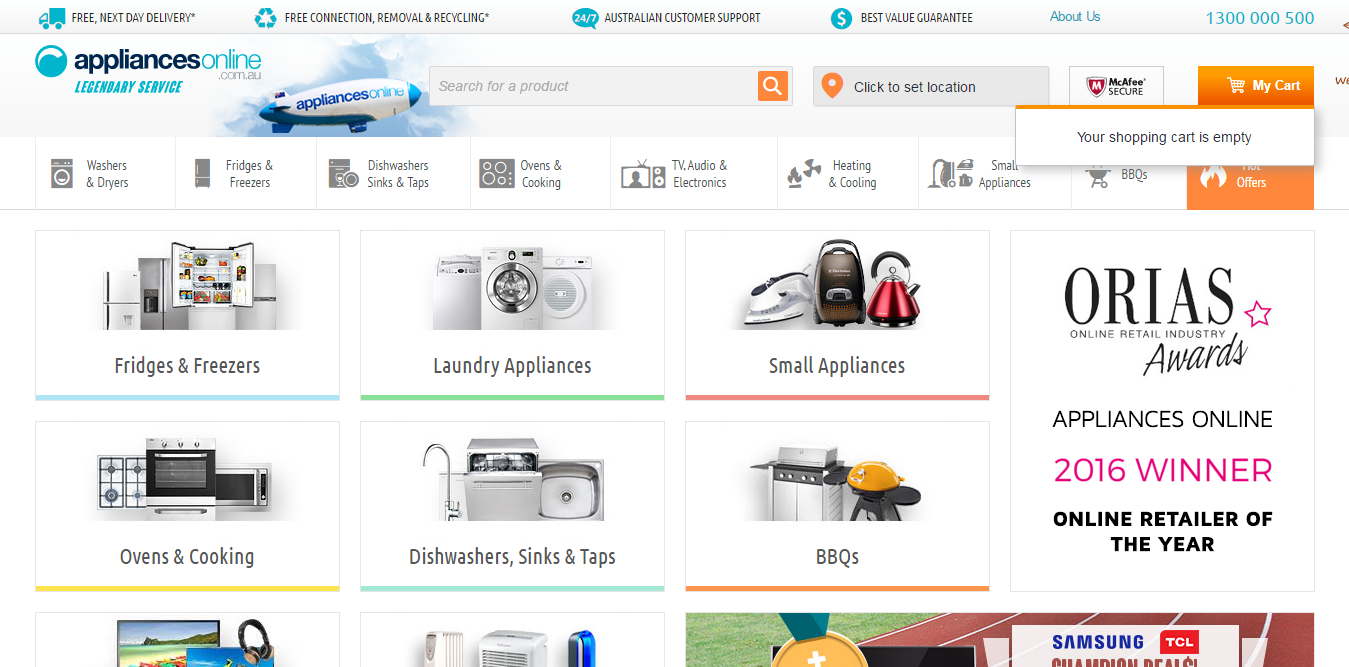 FREE, NEXT DAY DELIVERY*
FREE CONNECTION, REMOVAL & RECYCLING*
24/7
AUSTRALIAN CUSTOMER SUPPORT
$
BEST VALUE GUARANTEE
About Us
1300 000 500
appliancesonline
.com.au
LEGENDARY SERVICE
appliancesonline
Search for a product
Click to set location
McAfee
SECURE
My Cart
we
Your shopping cart is empty
Washers
& Dryers
Fridges &
Freezers
Dishwashers
Sinks & Taps
Ovens &
Cooking
TV, Audio &
Electronics
Heating
& Cooling
Small
Appliances
BBQs
Hot
Offers
Fridges & Freezers
Laundry Appliances
Small Appliances
ORIAS
ONLINE RETAIL INDUSTRY
Awards
APPLIANCES ONLINE
2016 WINNER
ONLINE RETAILER OF
THE YEAR
Ovens & Cooking
Dishwashers, Sinks & Taps
BBQs
SAMSUNG
TCL
CHAMPION DEALS!